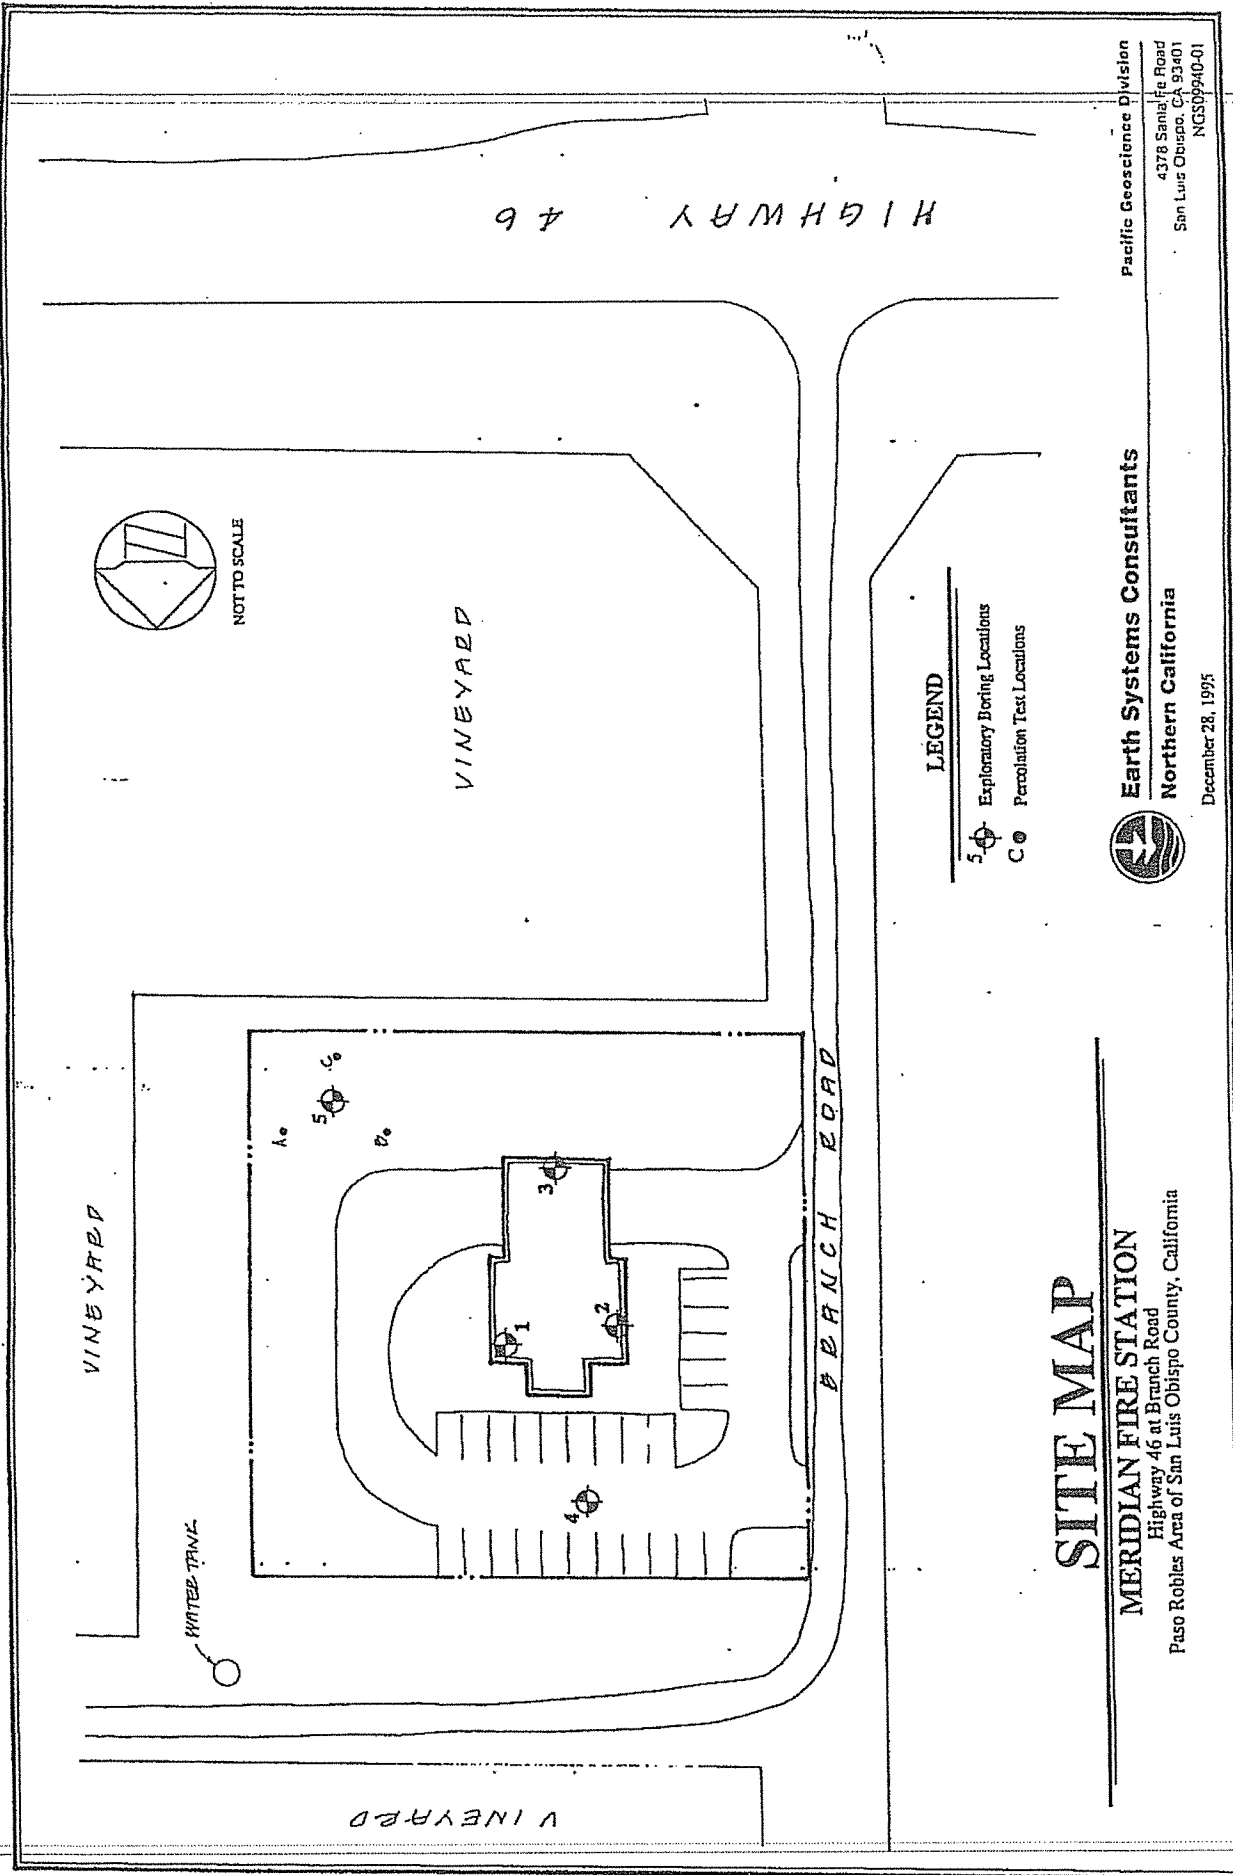 HIGHWAY 46
NOT TO SCALE
VINEYARD
VINEYARD
WATER TANK
VINEYARD
A
B
C
5
3
1
2
4
BRANCH ROAD
LEGEND
5 Exploratory Boring Locations
C Percolation Test Locations
SITE MAP
MERIDIAN FIRE STATION
Highway 46 at Branch Road
Paso Robles Area of San Luis Obispo County, California
Earth Systems Consultants
Northern California
December 28, 1995
Pacific Geoscience Division
4378 Santa Fe Road
San Luis Obispo, CA 93401
NGS09940-01